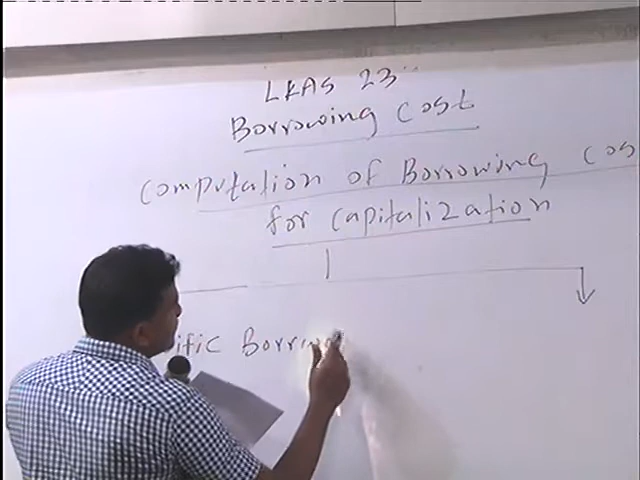 LKAS 23
Borrowing Cost
Computation of Borrowing Cos
for Capitalization
ific Borrow